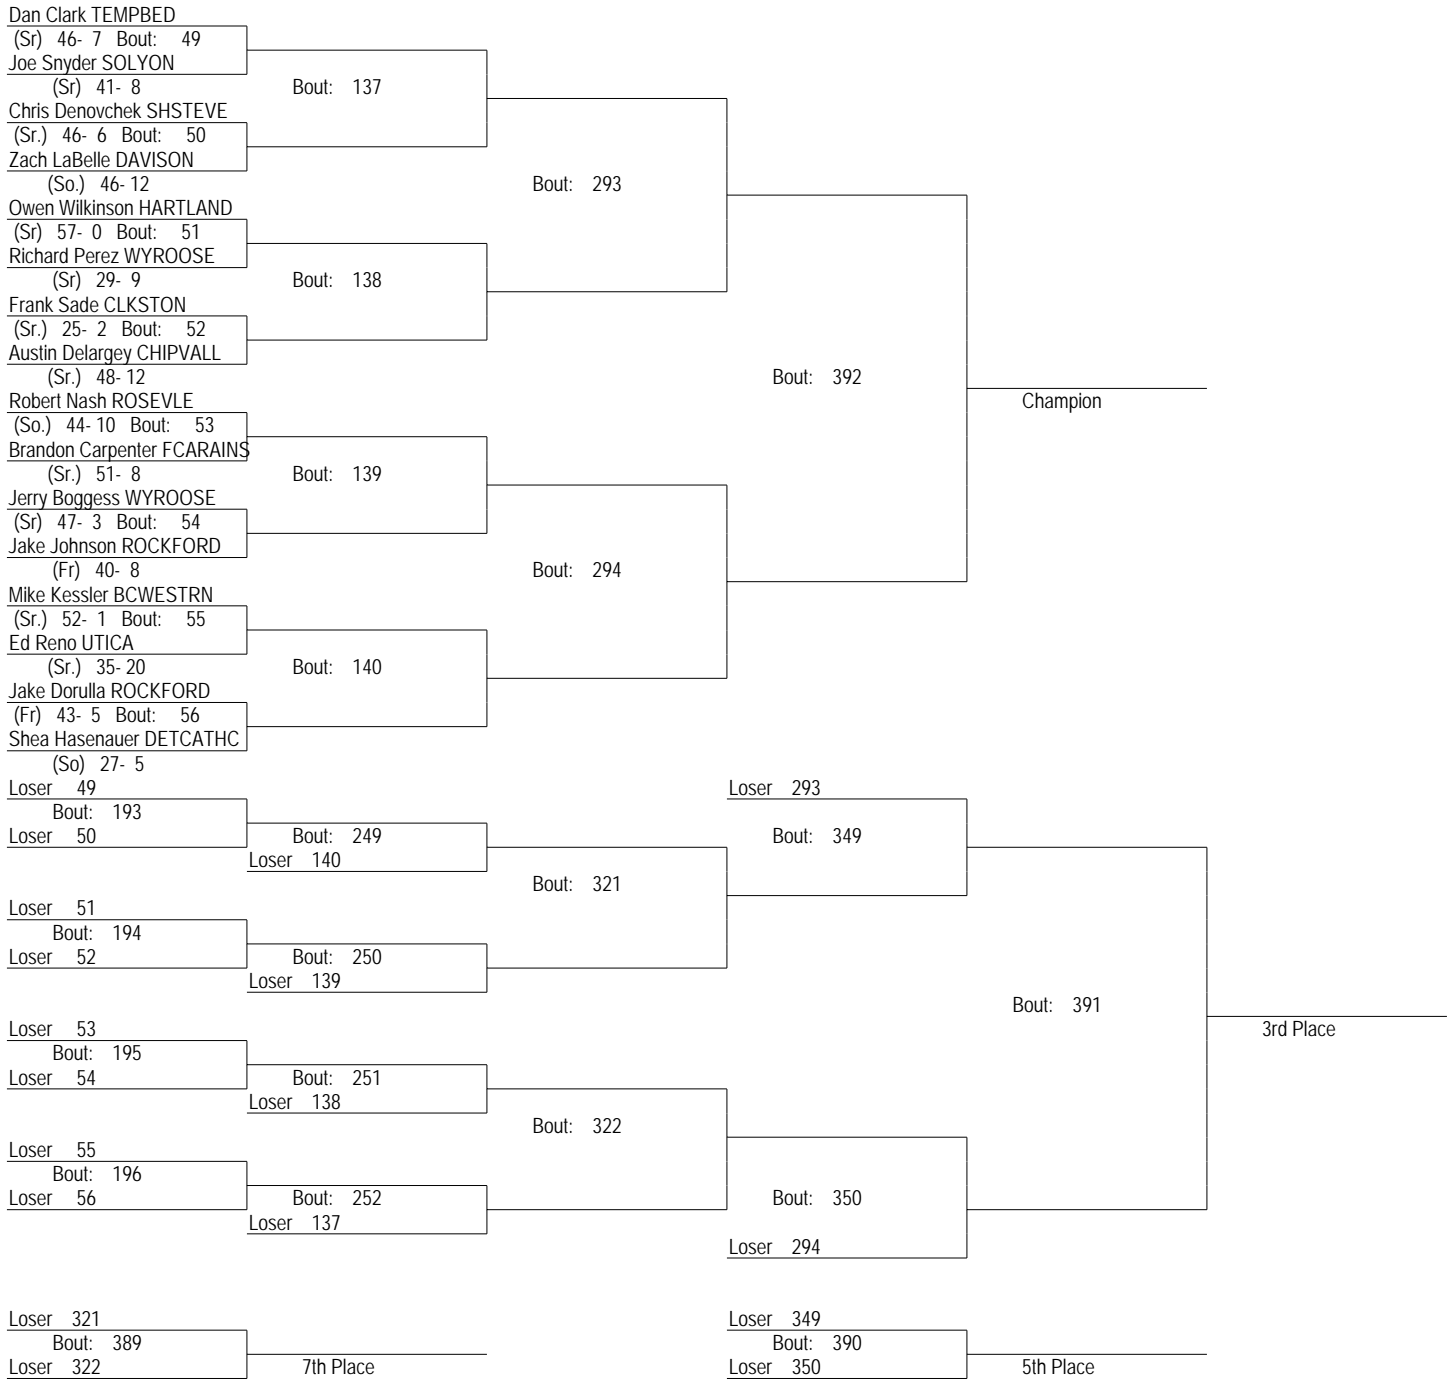 Dan Clark TEMPBED
(Sr) 46- 7 Bout: 49
Joe Snyder SOLYON
(Sr) 41- 8 Bout: 137
Chris Denovchek SHSTEVE
(Sr.) 46- 6 Bout: 50
Zach LaBelle DAVISON
(So.) 46- 12 Bout: 293
Owen Wilkinson HARTLAND
(Sr) 57- 0 Bout: 51
Richard Perez WYROOSE
(Sr) 29- 9 Bout: 138
Frank Sade CLKSTON
(Sr.) 25- 2 Bout: 52
Austin Delargey CHIPVALL
(Sr.) 48- 12 Bout: 392
Robert Nash ROSEVLE Champion
(So.) 44- 10 Bout: 53
Brandon Carpenter FCARAINS
(Sr.) 51- 8 Bout: 139
Jerry Boggess WYROOSE
(Sr) 47- 3 Bout: 54
Jake Johnson ROCKFORD
(Fr) 40- 8 Bout: 294
Mike Kessler BCWESTRN
(Sr.) 52- 1 Bout: 55
Ed Reno UTICA
(Sr.) 35- 20 Bout: 140
Jake Dorulla ROCKFORD
(Fr) 43- 5 Bout: 56
Shea Hasenauer DETCATHC
(So) 27- 5
Loser 49 Loser 293
Bout: 193
Loser 50 Bout: 249 Bout: 349
Loser 140
Bout: 321
Loser 51
Bout: 194
Loser 52 Bout: 250
Loser 139
Bout: 391
Loser 53 3rd Place
Bout: 195
Loser 54 Bout: 251
Loser 138
Bout: 322
Loser 55
Bout: 196
Loser 56 Bout: 252 Bout: 350
Loser 137
Loser 294
Loser 321 Loser 349
Bout: 389 Bout: 390
Loser 322 7th Place Loser 350 5th Place